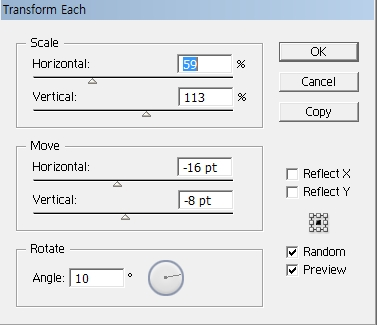 Transform Each
Scale
Horizontal: 59 %
Vertical: 113 %
Move
Horizontal: -16 pt
Vertical: -8 pt
Rotate
Angle: 10 °
OK
Cancel
Copy
Reflect X
Reflect Y
Random
Preview